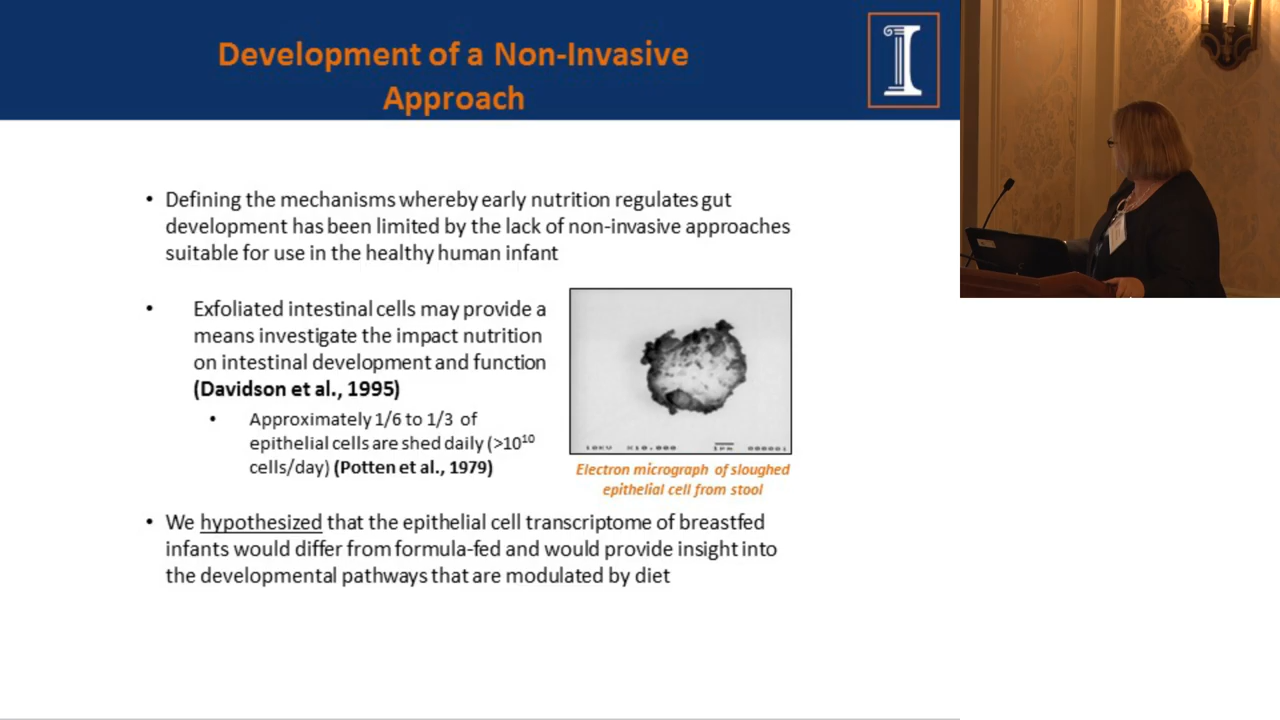 Development of a Non-Invasive
Approach
• Defining the mechanisms whereby early nutrition regulates gut
development has been limited by the lack of non-invasive approaches
suitable for use in the healthy human infant
• Exfoliated intestinal cells may provide a
means investigate the impact nutrition
on intestinal development and function
(Davidson et al., 1995)
• Approximately 1/6 to 1/3 of
epithelial cells are shed daily (>10¹⁰
cells/day) (Potten et al., 1979)
10KV X10,000 1μm 000001
Electron micrograph of sloughed
epithelial cell from stool
• We hypothesized that the epithelial cell transcriptome of breastfed
infants would differ from formula-fed and would provide insight into
the developmental pathways that are modulated by diet